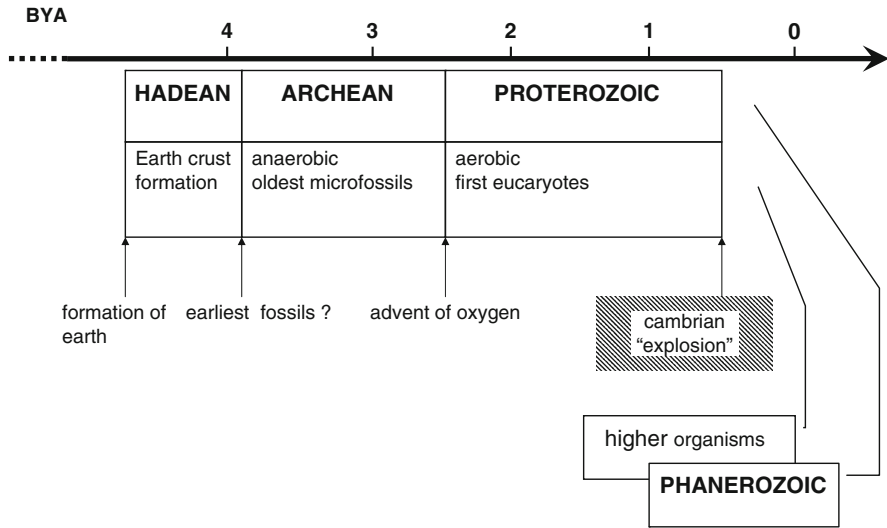 BYA
4 3 2 1 0
HADEAN ARCHEAN PROTEROZOIC
Earth crust
formation
anaerobic
oldest microfossils
aerobic
first eucaryotes
formation of
earth
earliest fossils ?
advent of oxygen
cambrian
“explosion”
higher organisms
PHANEROZOIC